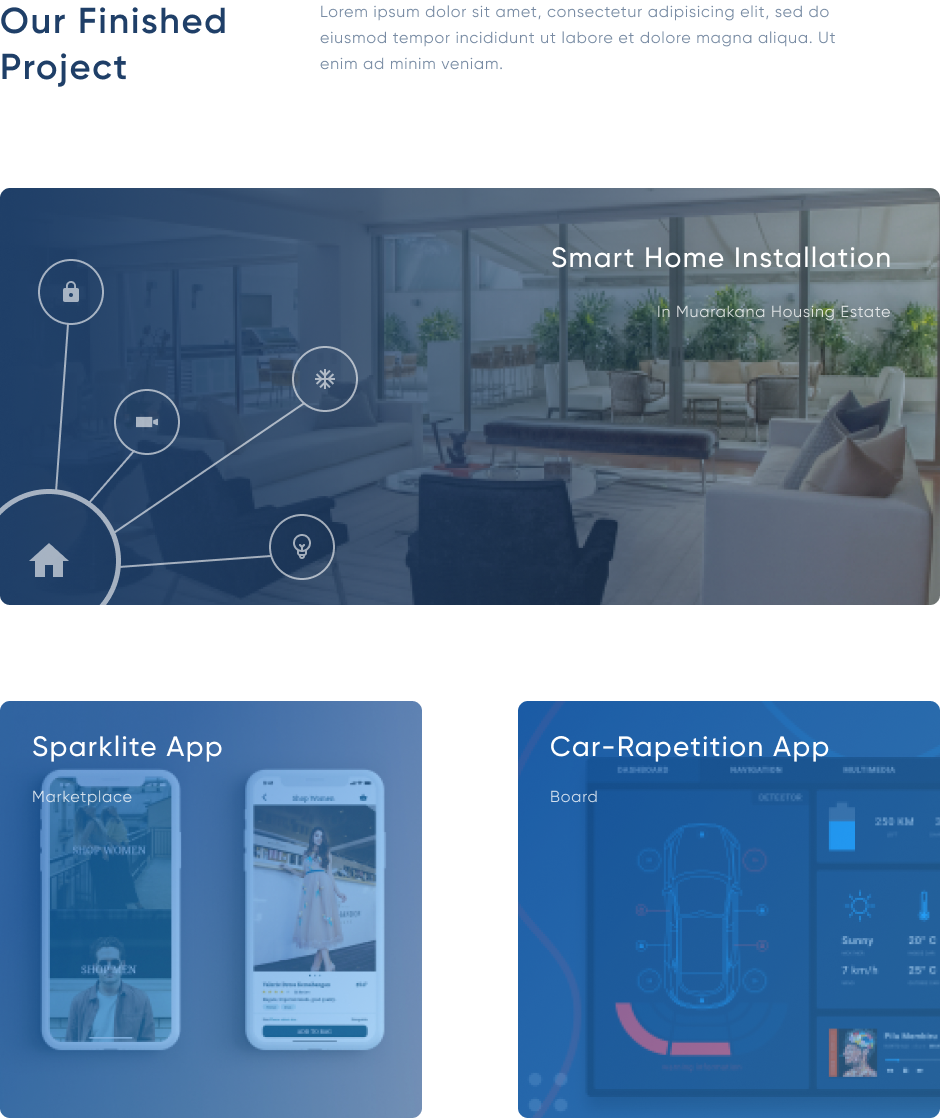 Our Finished
Project
Lorem ipsum dolor sit amet, consectetur adipisicing elit, sed do
eiusmod tempor incididunt ut labore et dolore magna aliqua. Ut
enim ad minim veniam.
Smart Home Installation
In Muarakana Housing Estate
Sparklite App
Marketplace
SHOP WOMEN
SHOP MEN
Shop Women
ADD TO BAG
Car-Rapetition App
Board
DASHBOARD
NAVIGATION
MULTIMEDIA
DETECTOR
250 KM
Sunny
20° C
7 km/h
25° C